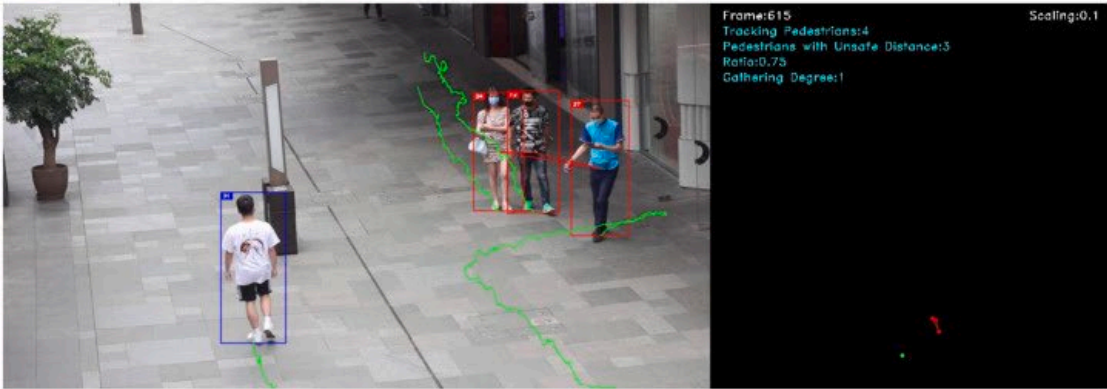 Frame:615
Scaling:0.1
Tracking Pedestrians:4
Pedestrians with Unsafe Distance:3
Ratio:0.75
Gathering Degree:1